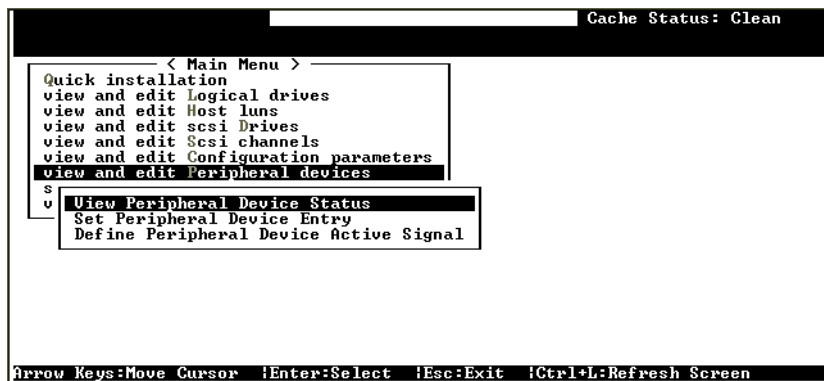 Cache Status: Clean
< Main Menu >
Quick installation
view and edit Logical drives
view and edit Host luns
view and edit scsi Drives
view and edit Scsi channels
view and edit Configuration parameters
view and edit Peripheral devices
s
v
View Peripheral Device Status
Set Peripheral Device Entry
Define Peripheral Device Active Signal
Arrow Keys:Move Cursor |Enter:Select |Esc:Exit |Ctrl+L:Refresh Screen